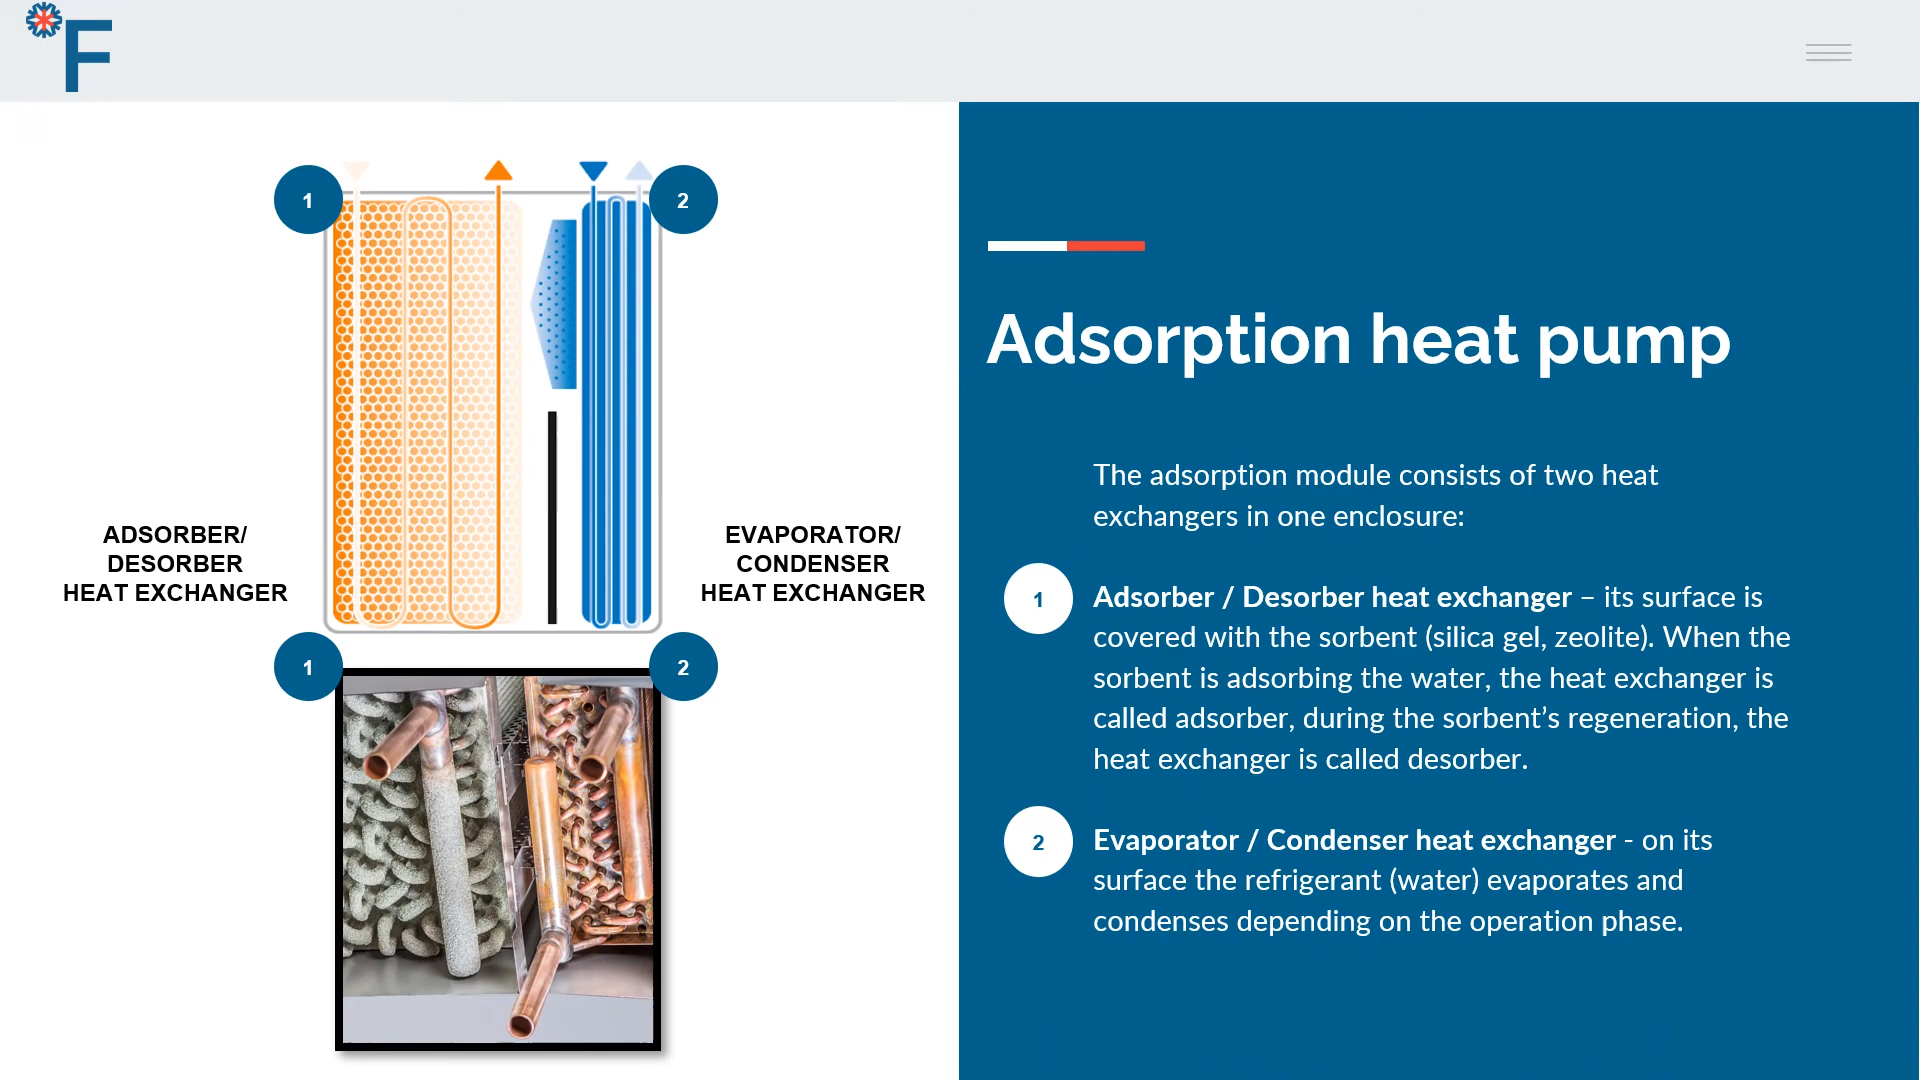 F
1
2
ADSORBER/
DESORBER
HEAT EXCHANGER
EVAPORATOR/
CONDENSER
HEAT EXCHANGER
1
2
Adsorption heat pump
The adsorption module consists of two heat
exchangers in one enclosure:
1
Adsorber / Desorber heat exchanger – its surface is
covered with the sorbent (silica gel, zeolite). When the
sorbent is adsorbing the water, the heat exchanger is
called adsorber, during the sorbent’s regeneration, the
heat exchanger is called desorber.
2
Evaporator / Condenser heat exchanger - on its
surface the refrigerant (water) evaporates and
condenses depending on the operation phase.